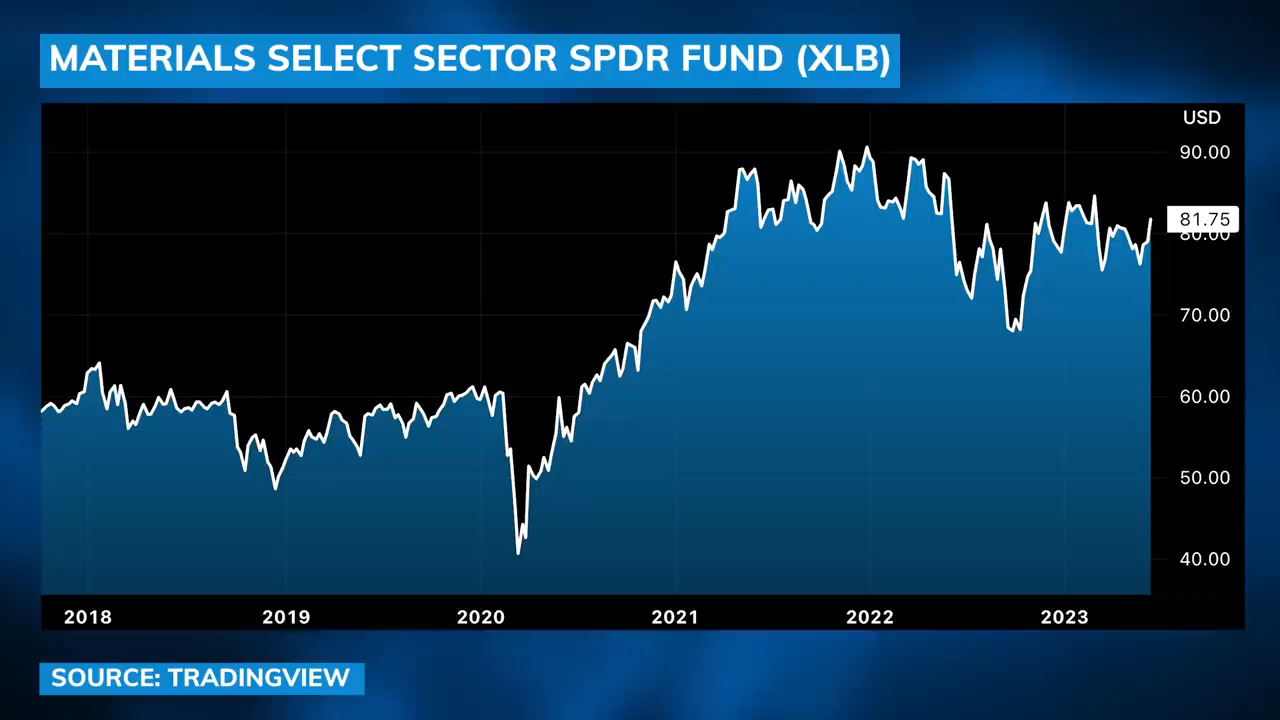 MATERIALS SELECT SECTOR SPDR FUND (XLB)
USD
90.00
81.75
80.00
70.00
60.00
50.00
40.00
2018 2019 2020 2021 2022 2023
SOURCE: TRADINGVIEW